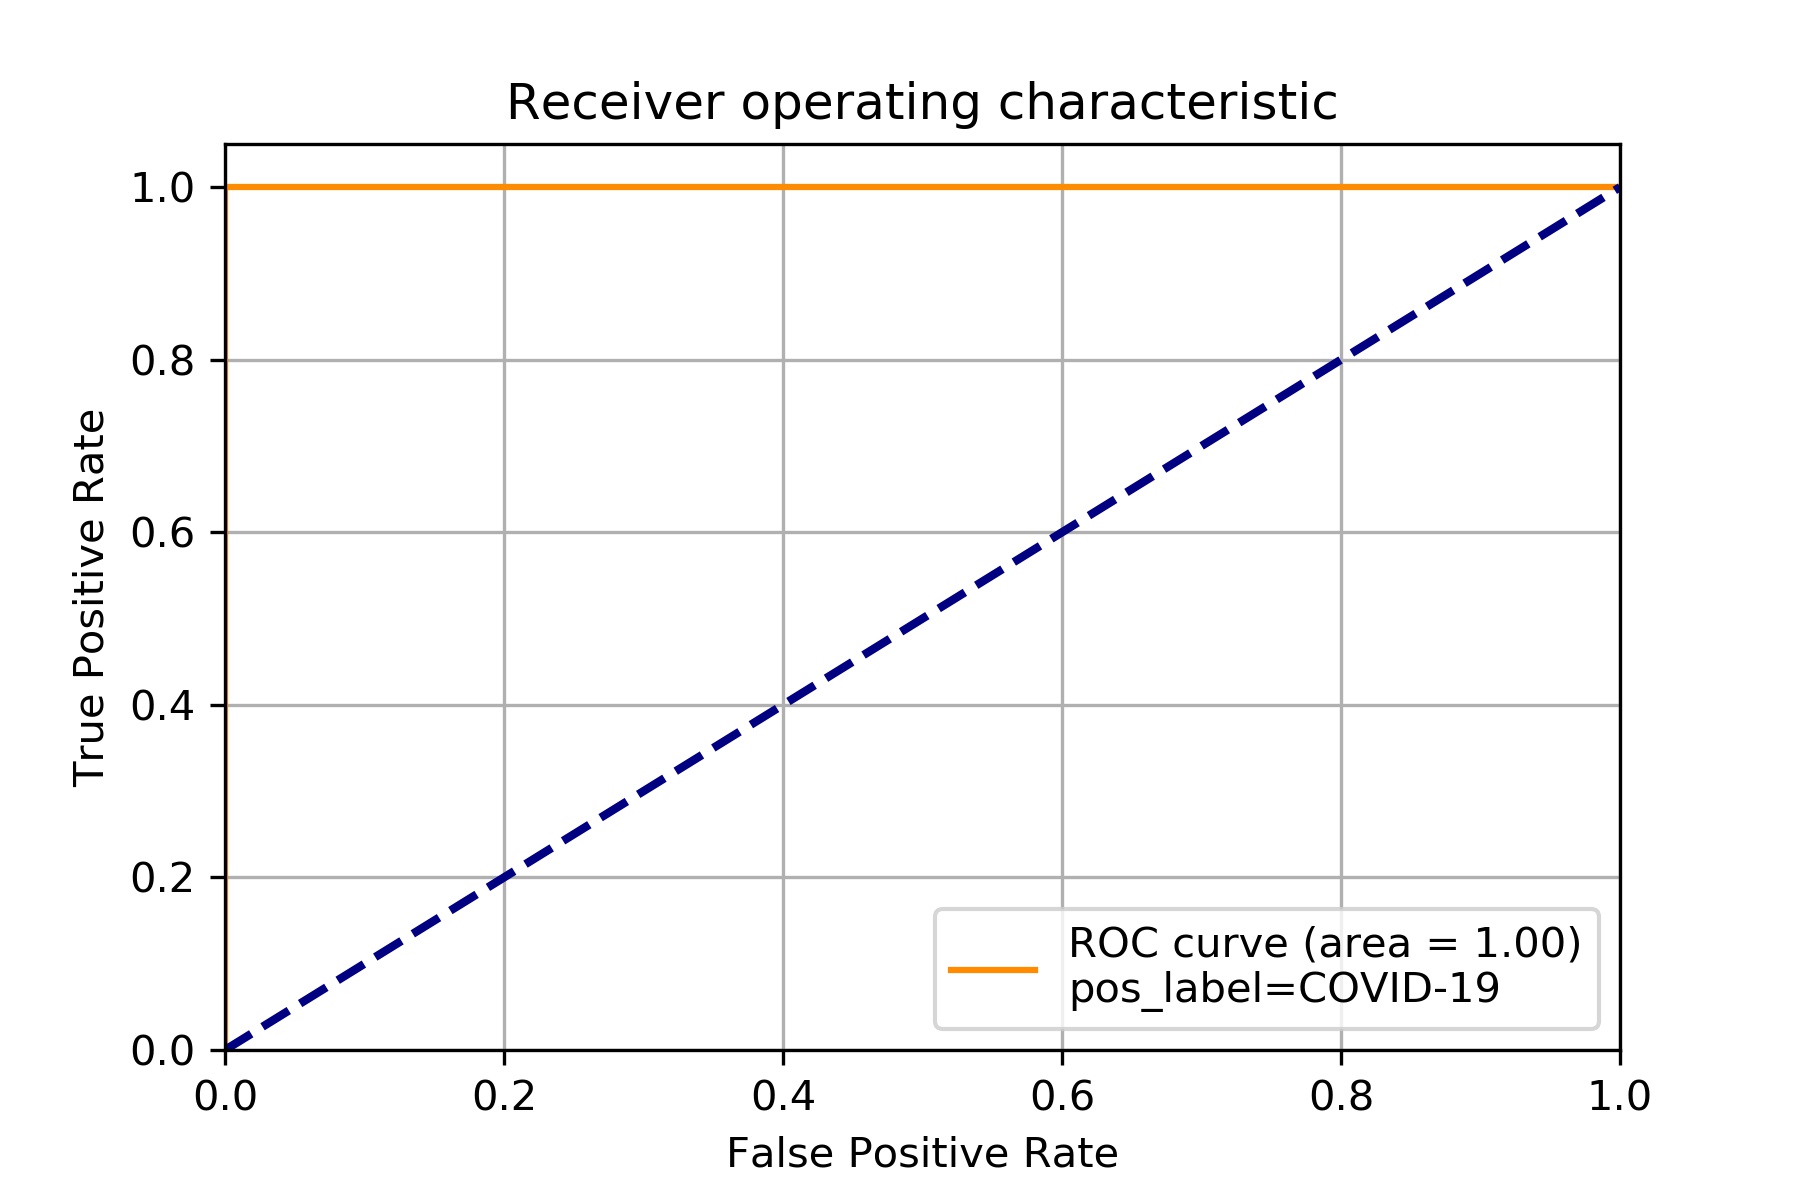 Receiver operating characteristic
1.0
0.8
0.6
0.4
0.2
0.0
True Positive Rate
ROC curve (area = 1.00)
pos_label=COVID-19
0.0 0.2 0.4 0.6 0.8 1.0
False Positive Rate